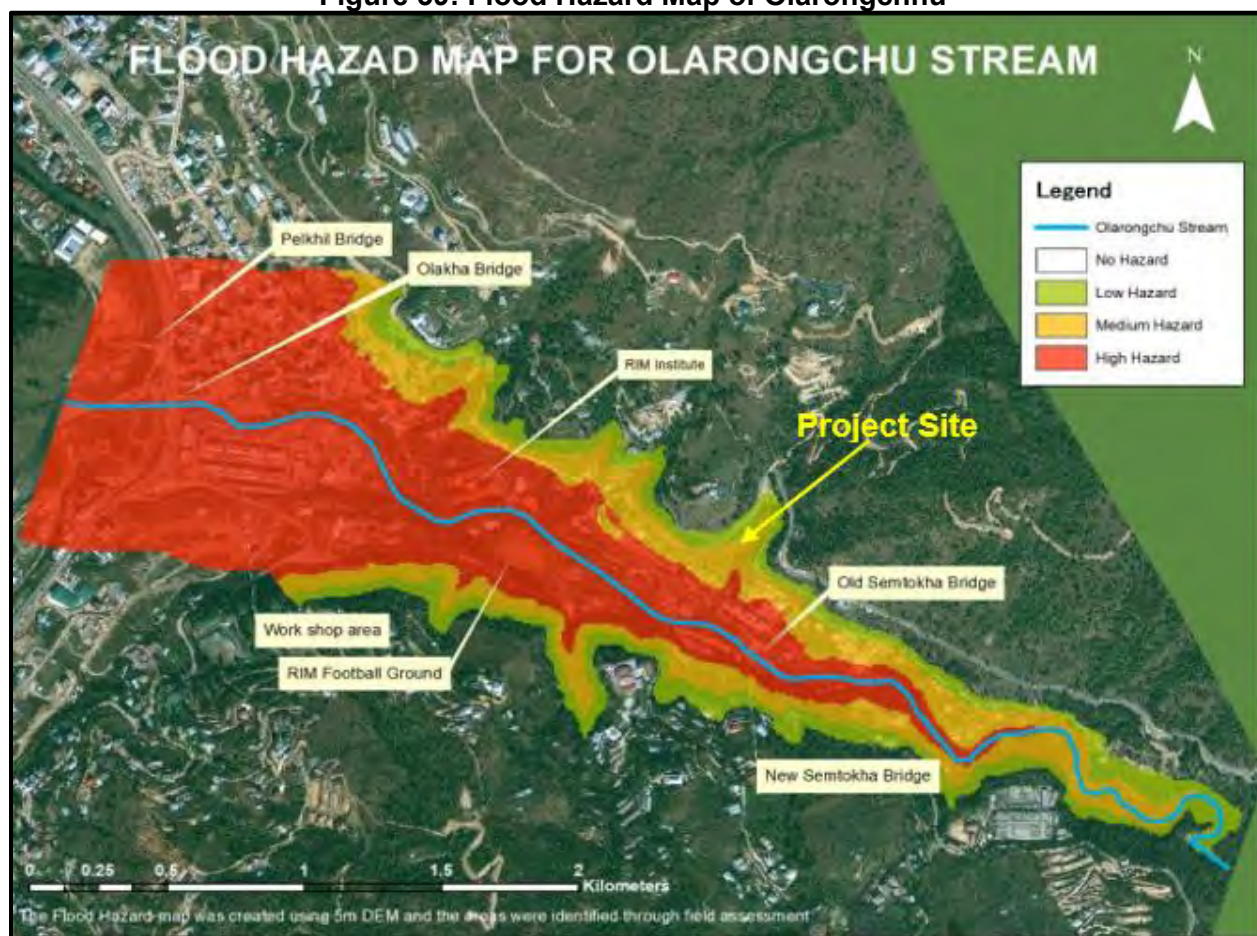 FLOOD HAZAD MAP FOR OLARONGCHU STREAM
N
Legend
Olarongchu Stream
No Hazard
Low Hazard
Medium Hazard
High Hazard
Pelkhil Bridge
Olakha Bridge
RIM Institute
Project Site
Old Semtokha Bridge
Work shop area
RIM Football Ground
New Semtokha Bridge
0 0.25 0.5 1 1.5 2
Kilometers
The Flood Hazard map was created using 5m DEM and the areas were identified through field assessment